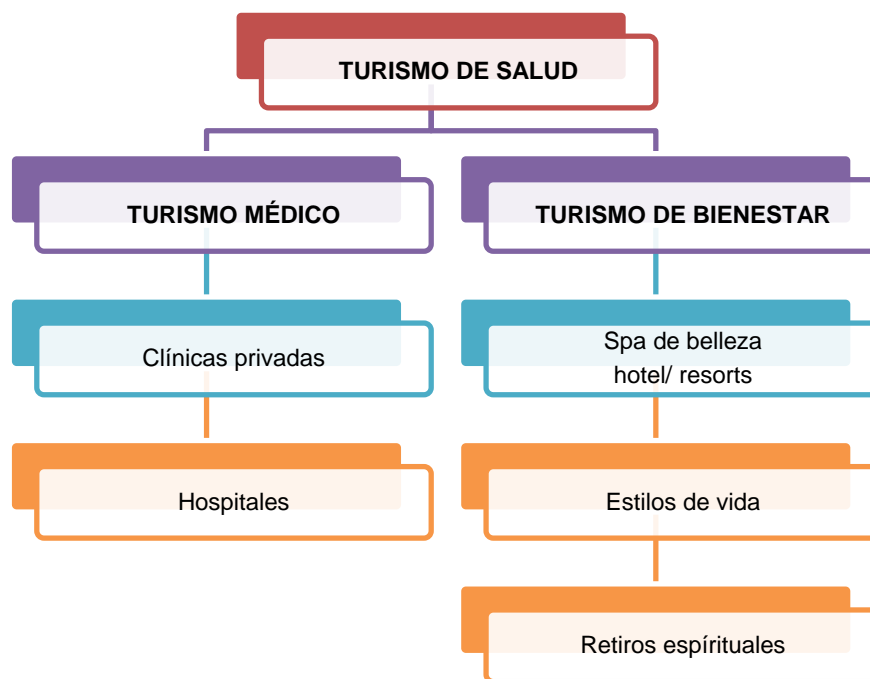 TURISMO DE SALUD
TURISMO MÉDICO
TURISMO DE BIENESTAR
Clínicas privadas
Spa de belleza
hotel/ resorts
Hospitales
Estilos de vida
Retiros espírituales